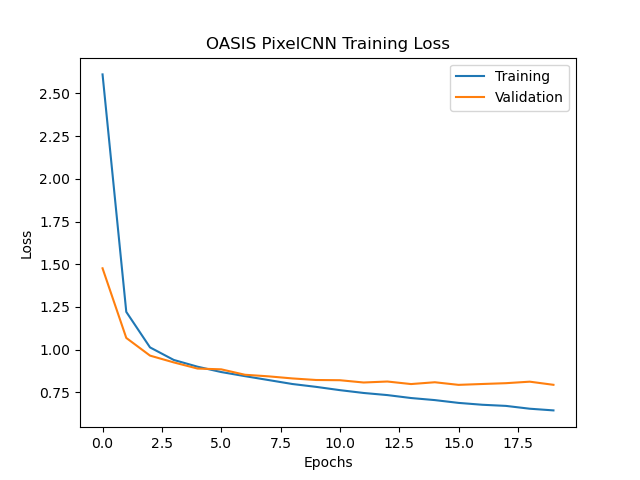 OASIS PixelCNN Training Loss
Training
Validation
2.50
2.25
2.00
1.75
1.50
1.25
1.00
0.75
Loss
0.0 2.5 5.0 7.5 10.0 12.5 15.0 17.5
Epochs